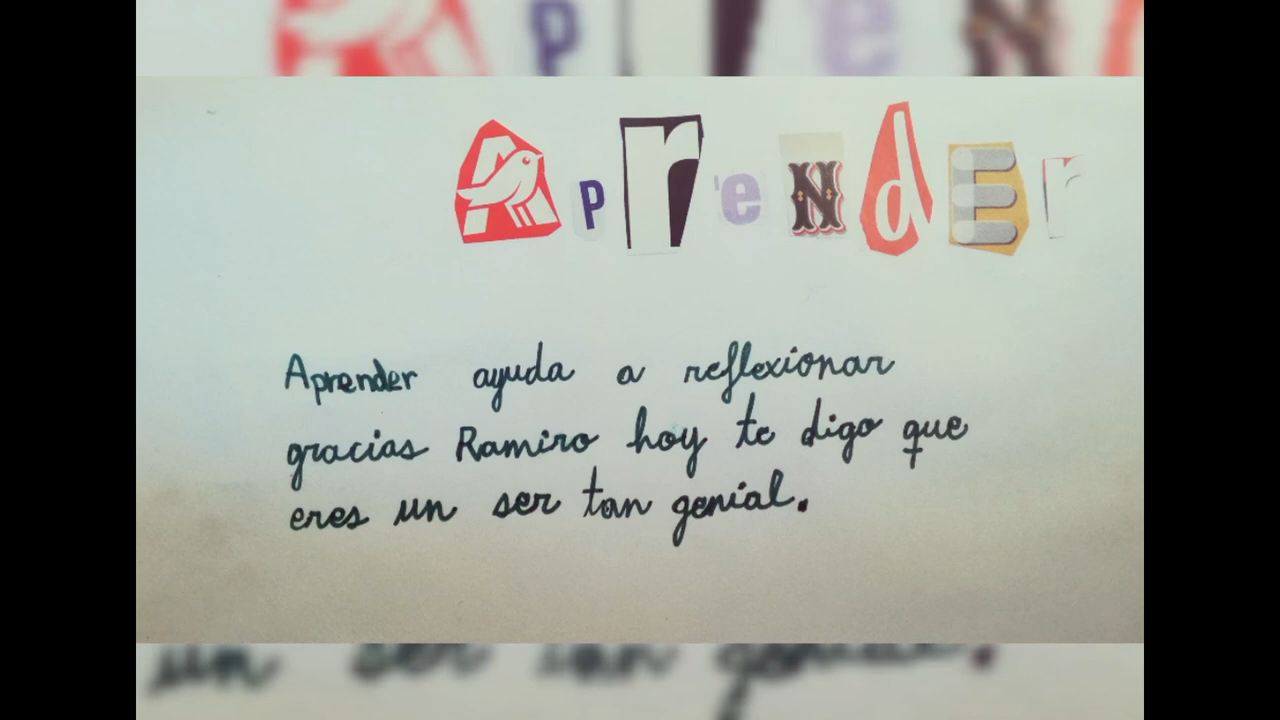 ApreNdEr
Aprender ayuda a reflexionar
gracias Ramiro hoy te digo que
eres un ser tan genial.